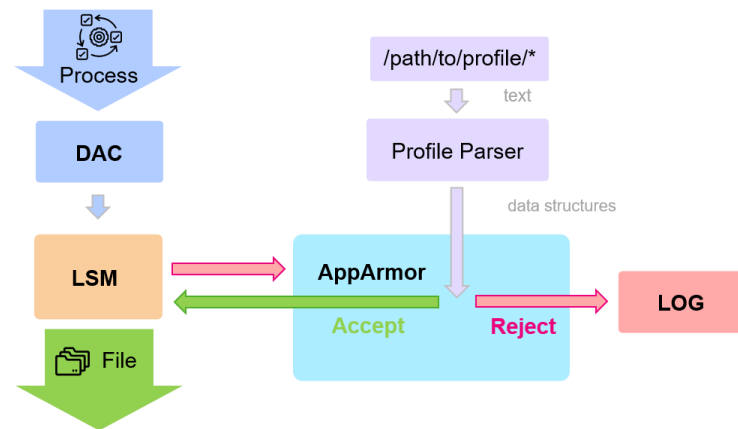 Process
/path/to/profile/*
text
DAC
Profile Parser
data structures
LSM
AppArmor
Accept
Reject
LOG
File